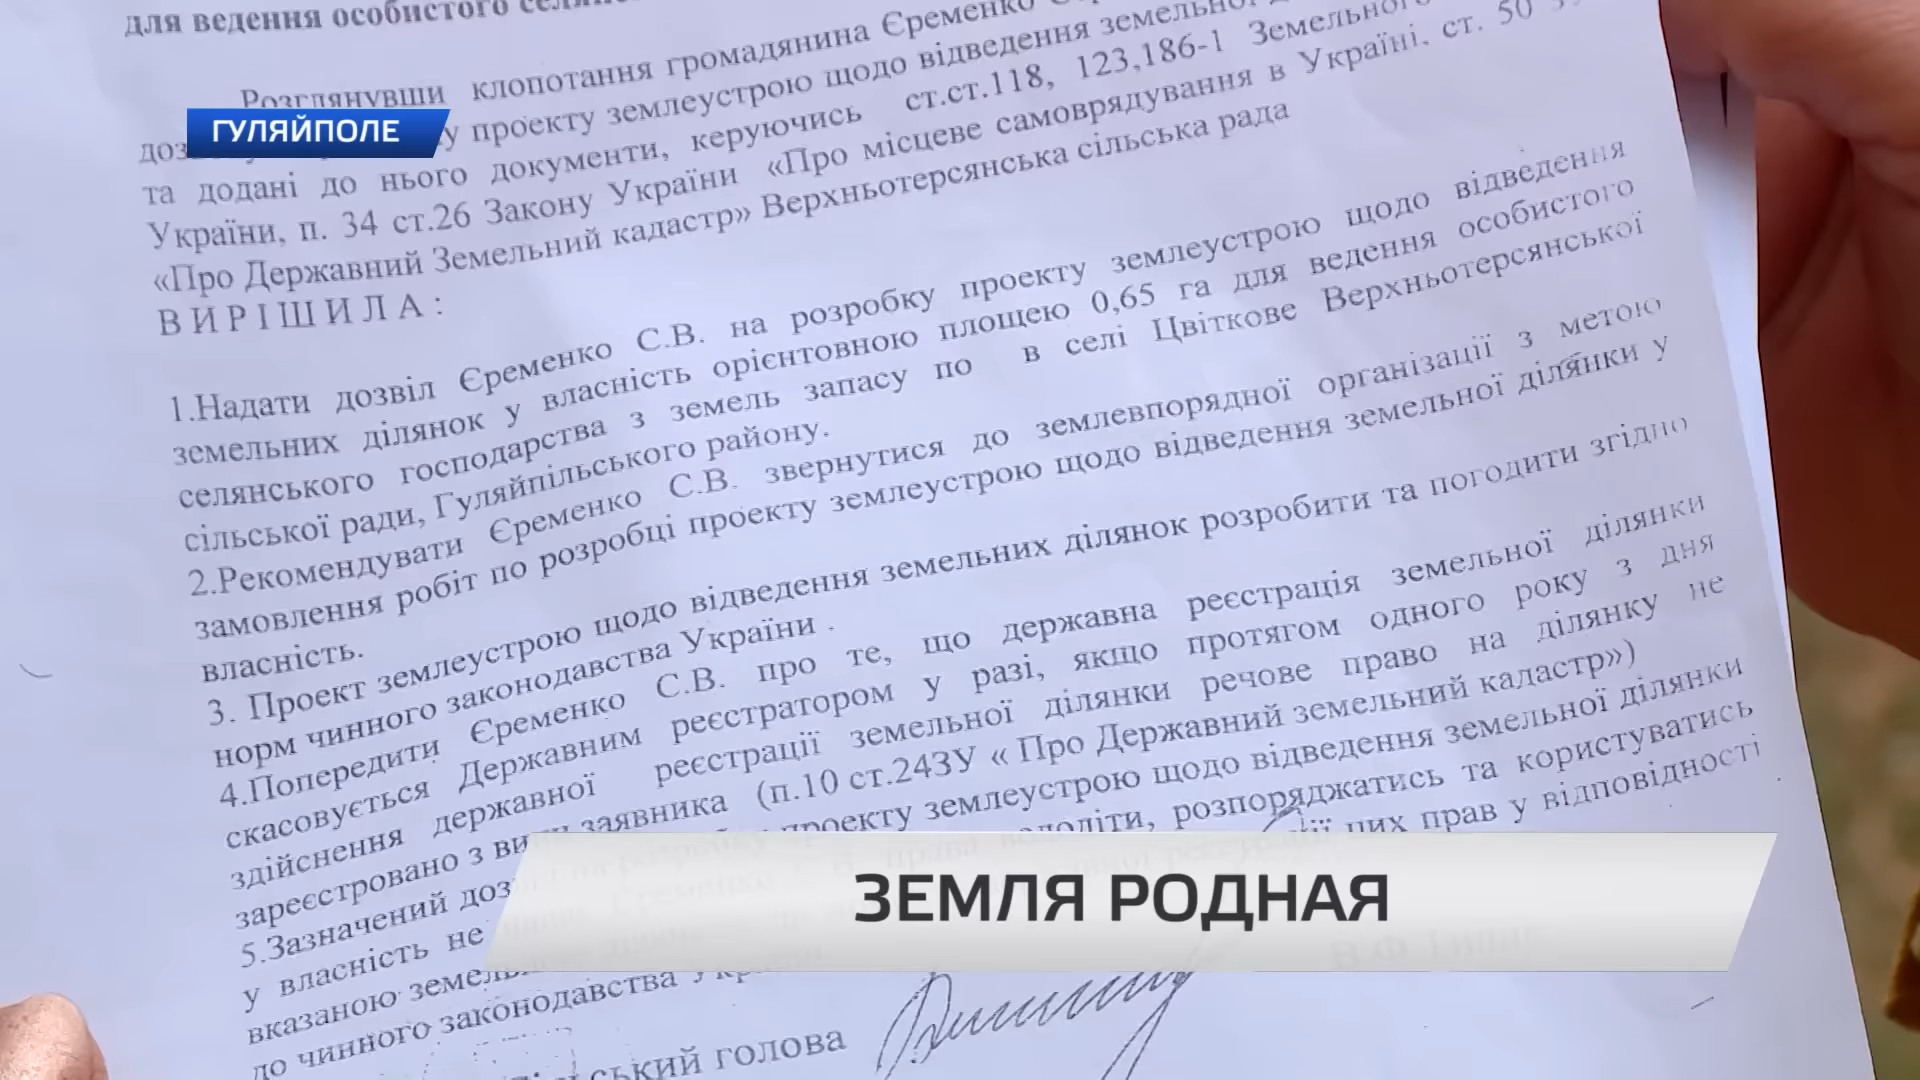 для ведення особистого
Розглянувши клопотання громадянина Єременко
ГУЛЯЙПОЛЕ
проекту землеустрою щодо відведення земельної
та додані до нього документи, керуючись ст.ст.118, 123,186-1 Земельного
України, п. 34 ст.26 Закону України «Про місцеве самоврядування в Україні. ст. 50
«Про Державний Земельний кадастр» Верхньотерсянська сільська рада
В И Р І Ш И Л А :
1.Надати дозвіл Єременко С.В. на розробку проекту землеустрою щодо відведення
земельних ділянок у власність орієнтовною площею 0,65 га для ведення особистого
селянського господарства з земель запасу по в селі Цвіткове Верхньотерсянської
сільської ради, Гуляйпільського району.
2.Рекомендувати Єременко С.В. звернутися до землевпорядної організації з метою
замовлення робіт по розробці проекту землеустрою щодо відведення земельної ділянки у
власність.
3. Проект землеустрою щодо відведення земельних ділянок розробити та погодити згідно
норм чинного законодавства України .
4.Попередити Єременко С.В. про те, що державна реєстрація земельної ділянки
скасовується Державним реєстратором у разі, якщо протягом одного року з дня
здійснення державної реєстрації земельної ділянки речове право на ділянку не
зареєстровано з вини заявника (п.10 ст.24ЗУ « Про Державний земельний каластр»)
5.Зазначений проекту землеустрою щодо відведення земельної ділянки
у власність не розпоряджатись та користуватись
вказаною цих прав у відповідності
до чинного законодавства
ЗЕМЛЯ РОДНАЯ
голова